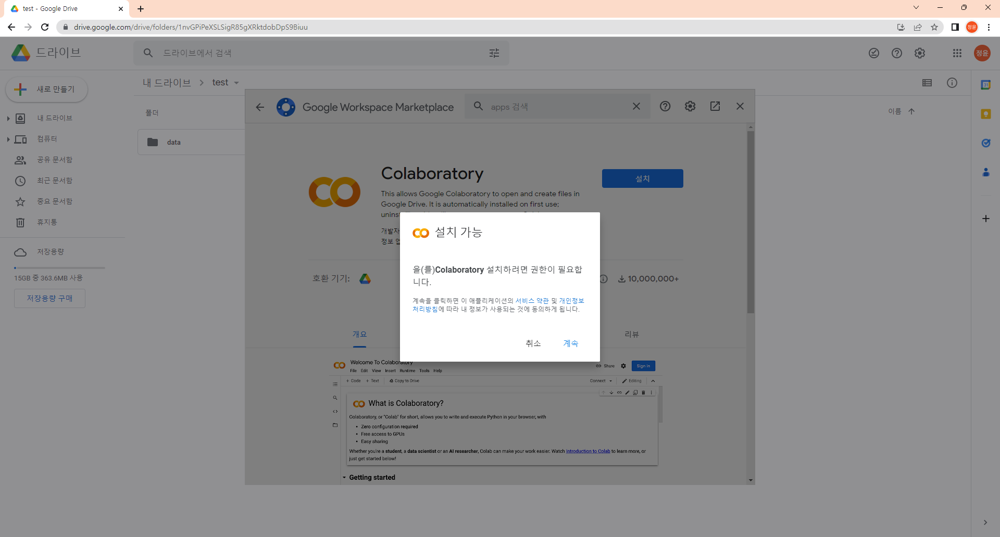 test - Google Drive
drive.google.com/drive/folders/1nvGPiPeXSLSigR85gXRktdobDpS9Biuu
정윤
드라이브
드라이브에서 검색
정윤
새로 만들기
내 드라이브 > test
내 드라이브
컴퓨터
공유 문서함
최근 문서함
중요 문서함
휴지통
저장용량
15GB 중 363.6MB 사용
저장용량 구매
폴더
이름
data
31
Google Workspace Marketplace
apps 검색
Colaboratory
설치
This allows Google Colaboratory to open and create files in
Google Drive. It is automatically installed on first use;
개발자
정보
호환 기기:
10,000,000+
설치 가능
을(를)Colaboratory 설치하려면 권한이 필요합
니다.
계속을 클릭하면 이 애플리케이션의 서비스 약관 및 개인정보
처리방침에 따라 내 정보가 사용되는 것에 동의하게 됩니다.
취소 계속
개요
리뷰
Welcome To Colaboratory
File Edit View Insert Runtime Tools Help
Share
Sign in
+ Code + Text Copy to Drive
Connect
Editing
What is Colaboratory?
Colaboratory, or "Colab" for short, allows you to write and execute Python in your browser, with
• Zero configuration required
• Free access to GPUs
• Easy sharing
Whether you're a student, a data scientist or an AI researcher, Colab can make your work easier. Watch Introduction to Colab to learn more, or
just get started below!
Getting started